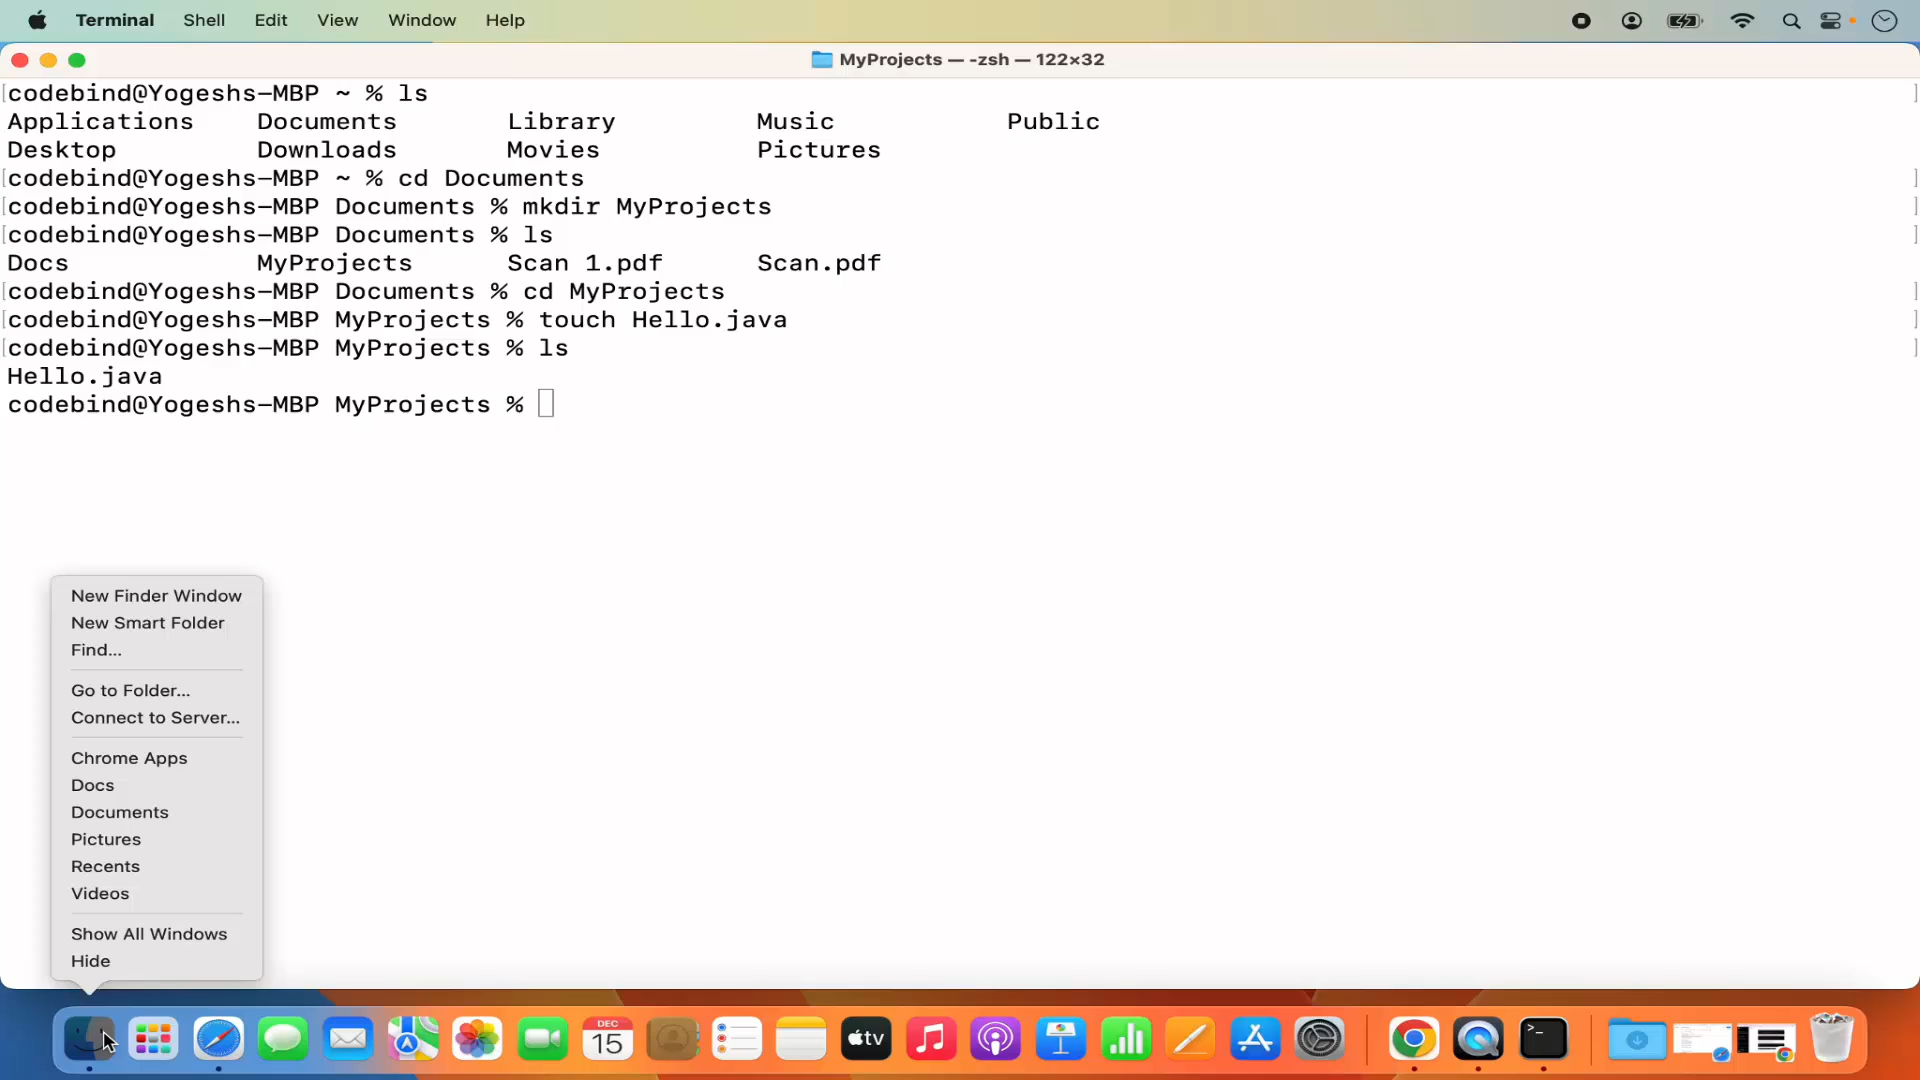 Terminal Shell Edit View Window Help
MyProjects — -zsh — 122×32
codebind@Yogeshs-MBP ~ % ls
Applications Documents Library Music Public
Desktop Downloads Movies Pictures
codebind@Yogeshs-MBP ~ % cd Documents
codebind@Yogeshs-MBP Documents % mkdir MyProjects
codebind@Yogeshs-MBP Documents % ls
Docs MyProjects Scan 1.pdf Scan.pdf
codebind@Yogeshs-MBP Documents % cd MyProjects
codebind@Yogeshs-MBP MyProjects % touch Hello.java
codebind@Yogeshs-MBP MyProjects % ls
Hello.java
codebind@Yogeshs-MBP MyProjects %
New Finder Window
New Smart Folder
Find...
Go to Folder...
Connect to Server...
Chrome Apps
Docs
Documents
Pictures
Recents
Videos
Show All Windows
Hide
DEC
15
tv
>_